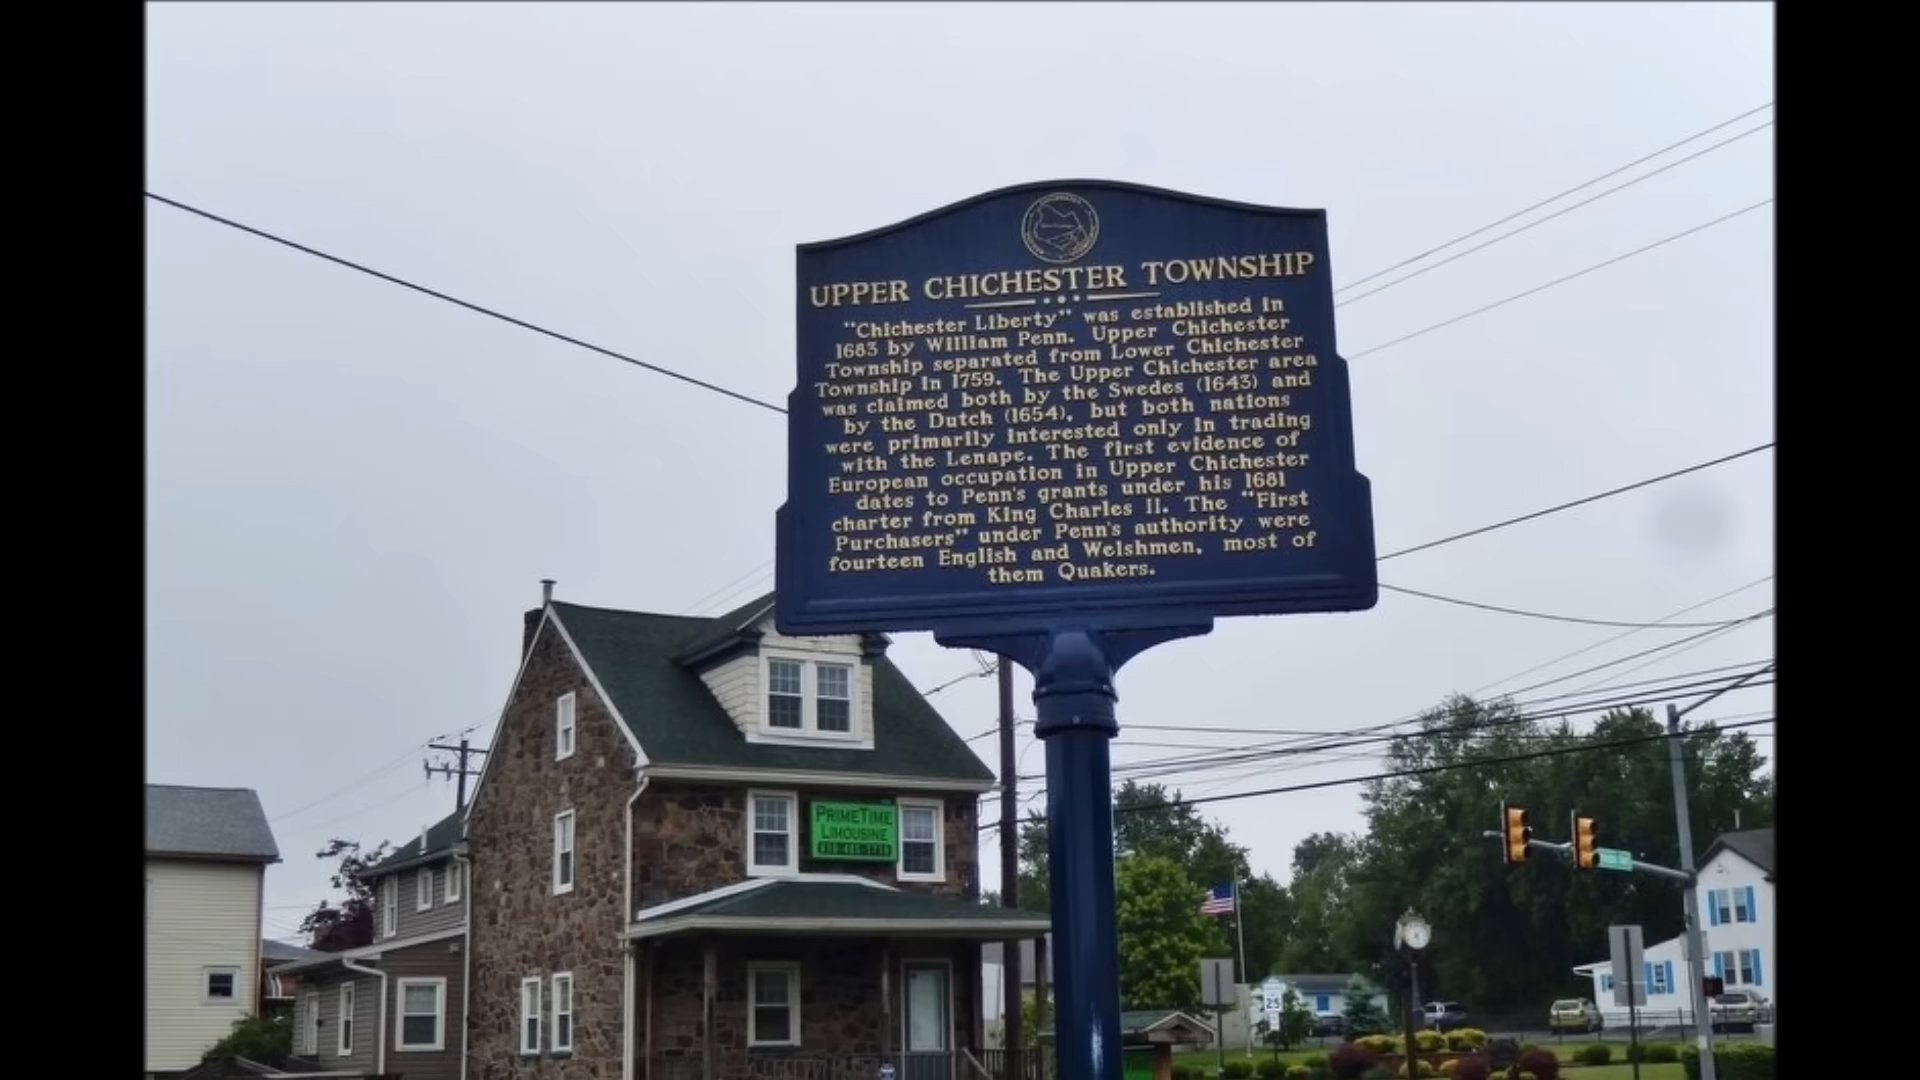 UPPER CHICHESTER TOWNSHIP
"Chichester Liberty" was established in
1683 by William Penn. Upper Chichester
Township separated from Lower Chichester
Township in 1759. The Upper Chichester area
was claimed both by the Swedes (1643) and
by the Dutch (1654), but both nations
were primarily interested only in trading
with the Lenape. The first evidence of
European occupation in Upper Chichester
dates to Penn's grants under his 1681
charter from King Charles II. The "First
Purchasers" under Penn's authority were
fourteen English and Welshmen, most of
them Quakers.
PRIMETIME
LIMOUSINE
25